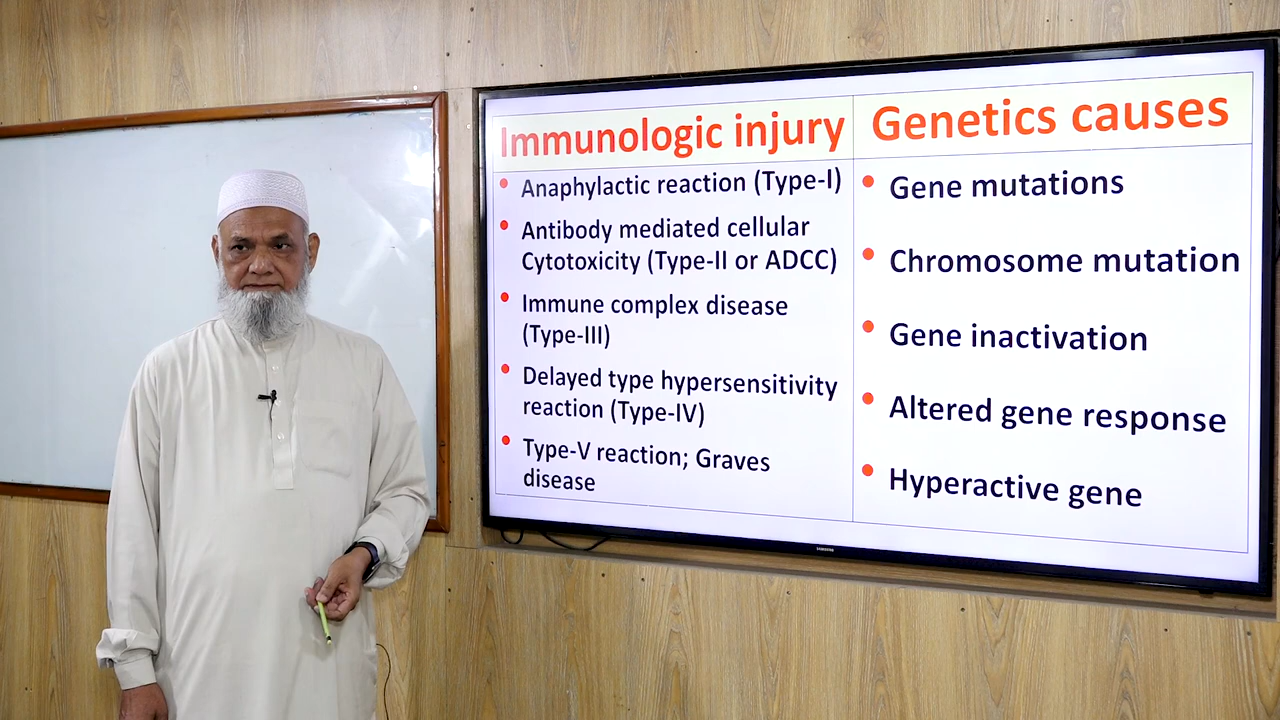 Immunologic injury
• Anaphylactic reaction (Type-I)
• Antibody mediated cellular
Cytotoxicity (Type-II or ADCC)
• Immune complex disease
(Type-III)
• Delayed type hypersensitivity
reaction (Type-IV)
• Type-V reaction; Graves
disease
Genetics causes
• Gene mutations
• Chromosome mutation
• Gene inactivation
• Altered gene response
• Hyperactive gene
SAMSUNG